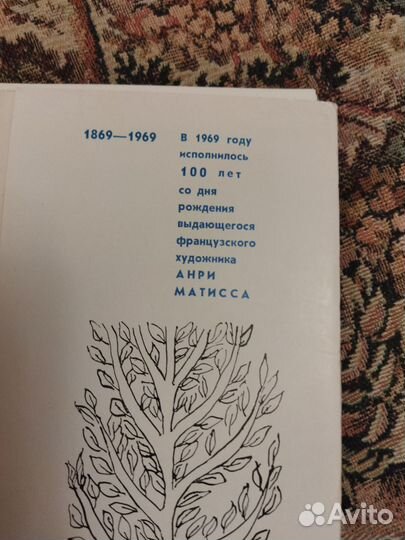 1869—1969 В 1969 году
исполнилось
100 лет
со дня
рождения
выдающегося
французского
художника
АНРИ
МАТИССА
Avito